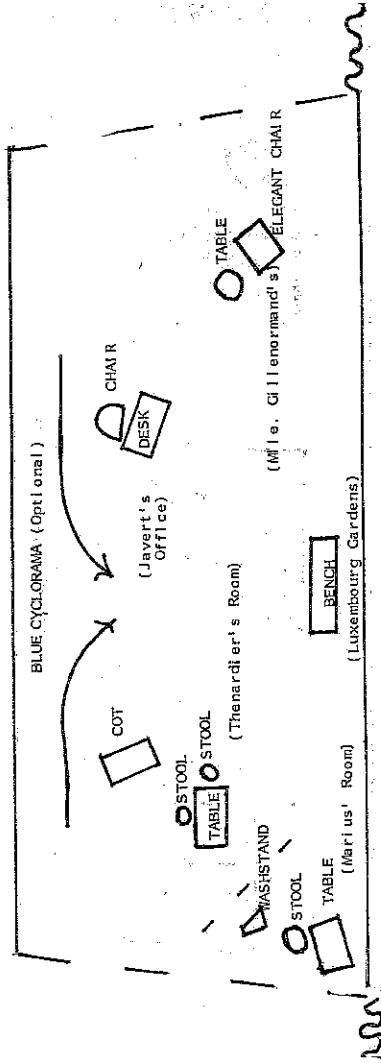 BLUE CYCLORAMA (Optional)
COT
CHAIR
DESK
(Javert's
Office)
STOOL
STOOL
TABLE
(Thenardier's Room)
TABLE
ELEGANT CHAIR
(Mlle. Gillenormand's)
WASHSTAND
STOOL
TABLE
(Marius' Room)
BENCH
(Luxembourg Gardens)